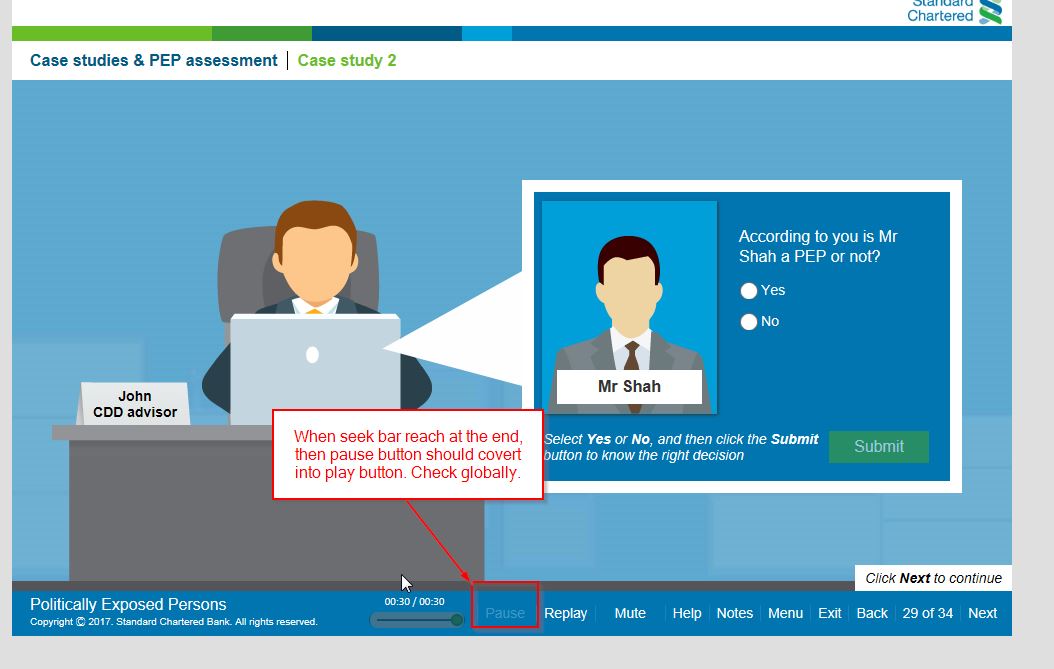 Standard
Chartered
Case studies & PEP assessment | Case study 2
According to you is Mr
Shah a PEP or not?
Yes
No
Mr Shah
John
CDD advisor
When seek bar reach at the end,
then pause button should covert
into play button. Check globally.
Select Yes or No, and then click the Submit
button to know the right decision
Submit
Click Next to continue
Politically Exposed Persons
Copyright © 2017. Standard Chartered Bank. All rights reserved.
00:30 / 00:30
Pause
Replay
Mute
Help
Notes
Menu
Exit
Back
29 of 34
Next